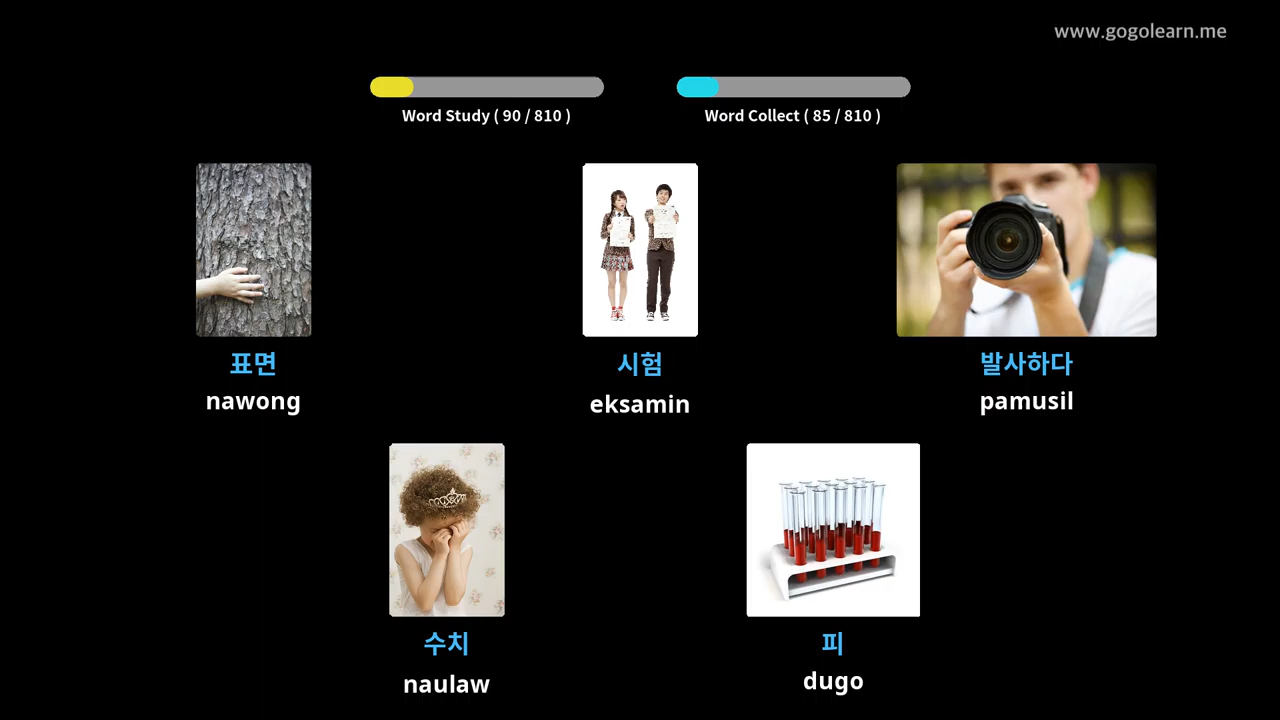 www.gogolearn.me
Word Study ( 90 / 810 )
Word Collect ( 85 / 810 )
표면
nawong
시험
eksamin
발사하다
pamusil
수치
naulaw
피
dugo